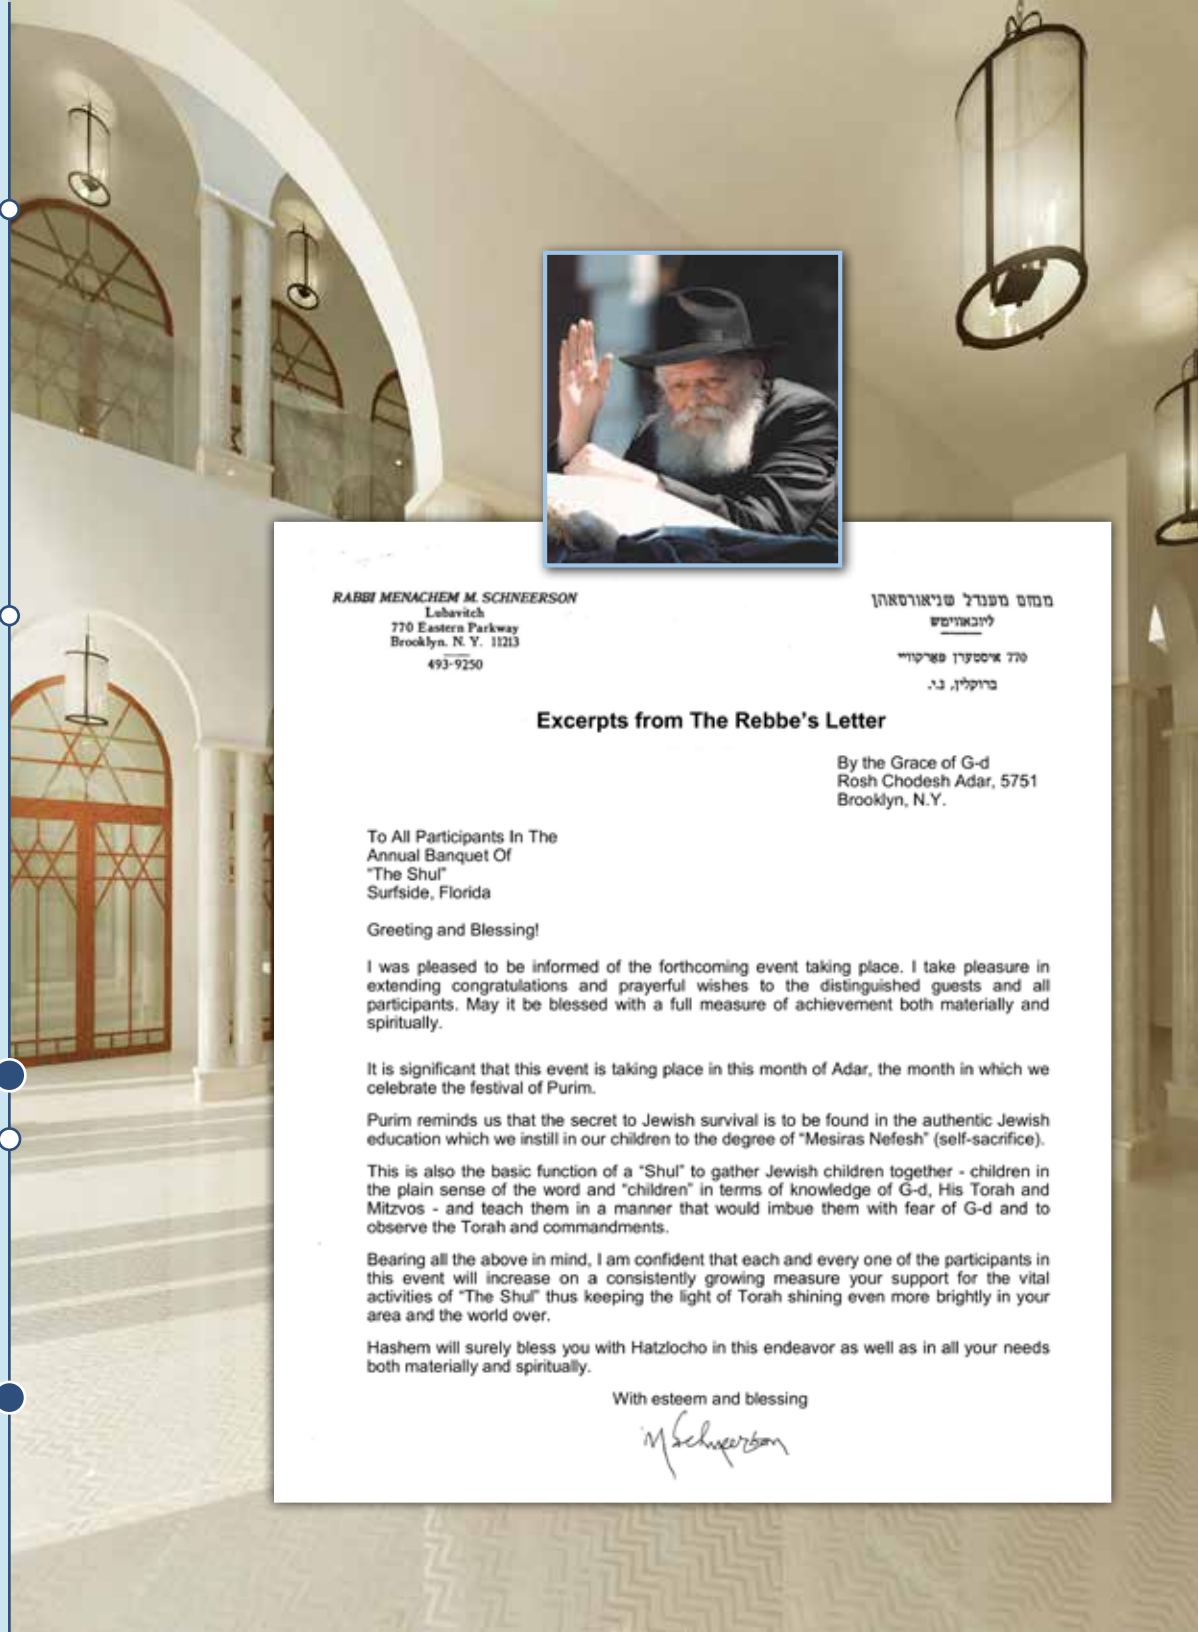 RABBI MENACHEM M. SCHNEERSON
Lubavitch
770 Eastern Parkway
Brooklyn. N. Y. 11213
493-9250
מנחם מענדל שניאורסאהן
ליובאוויטש
770 איסטערן פארקוויי
ברוקלין, נ.י.
Excerpts from The Rebbe's Letter
By the Grace of G-d
Rosh Chodesh Adar, 5751
Brooklyn, N.Y.
To All Participants In The
Annual Banquet Of
"The Shul"
Surfside, Florida
Greeting and Blessing!
I was pleased to be informed of the forthcoming event taking place. I take pleasure in
extending congratulations and prayerful wishes to the distinguished guests and all
participants. May it be blessed with a full measure of achievement both materially and
spiritually.
It is significant that this event is taking place in this month of Adar, the month in which we
celebrate the festival of Purim.
Purim reminds us that the secret to Jewish survival is to be found in the authentic Jewish
education which we instill in our children to the degree of "Mesiras Nefesh" (self-sacrifice).
This is also the basic function of a "Shul" to gather Jewish children together - children in
the plain sense of the word and "children" in terms of knowledge of G-d, His Torah and
Mitzvos - and teach them in a manner that would imbue them with fear of G-d and to
observe the Torah and commandments.
Bearing all the above in mind, I am confident that each and every one of the participants in
this event will increase on a consistently growing measure your support for the vital
activities of "The Shul" thus keeping the light of Torah shining even more brightly in your
area and the world over.
Hashem will surely bless you with Hatzlocho in this endeavor as well as in all your needs
both materially and spiritually.
With esteem and blessing
M Schneerson